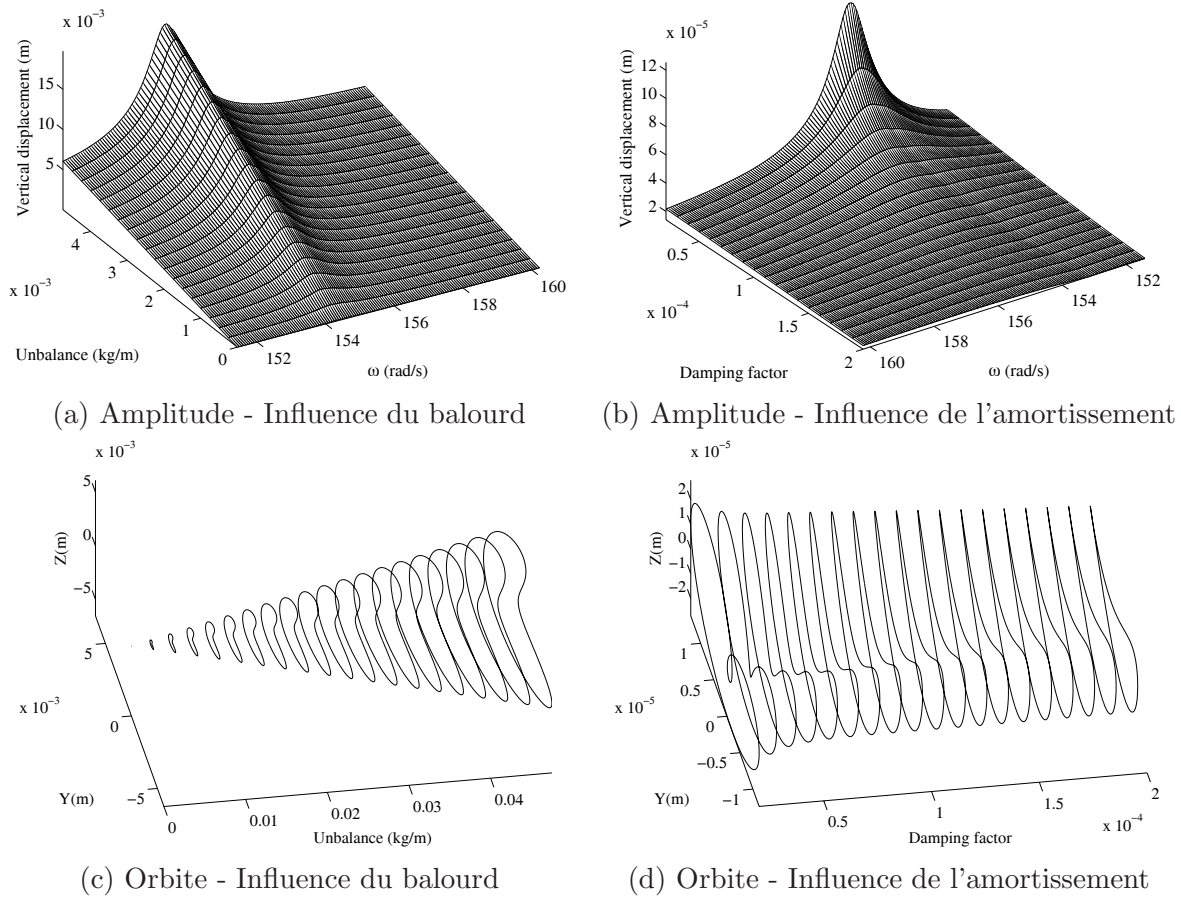 x 10⁻³
Vertical displacement (m)
15
10
5
4
3
2
1
0
x 10⁻³
Unbalance (kg/m)
152
154
156
158
160
ω (rad/s)
(a) Amplitude - Influence du balourd
x 10⁻⁵
Vertical displacement (m)
12
10
8
6
4
2
0.5
1
1.5
2
x 10⁻⁴
Damping factor
160
158
156
154
152
ω (rad/s)
(b) Amplitude - Influence de l'amortissement
x 10⁻³
Z(m)
5
0
−5
5
0
−5
x 10⁻³
Y(m)
0
0.01
0.02
0.03
0.04
Unbalance (kg/m)
(c) Orbite - Influence du balourd
x 10⁻⁵
Z(m)
2
1
0
−1
−2
1
0.5
0
−0.5
−1
x 10⁻⁵
Y(m)
0.5
1
1.5
2
x 10⁻⁴
Damping factor
(d) Orbite - Influence de l'amortissement